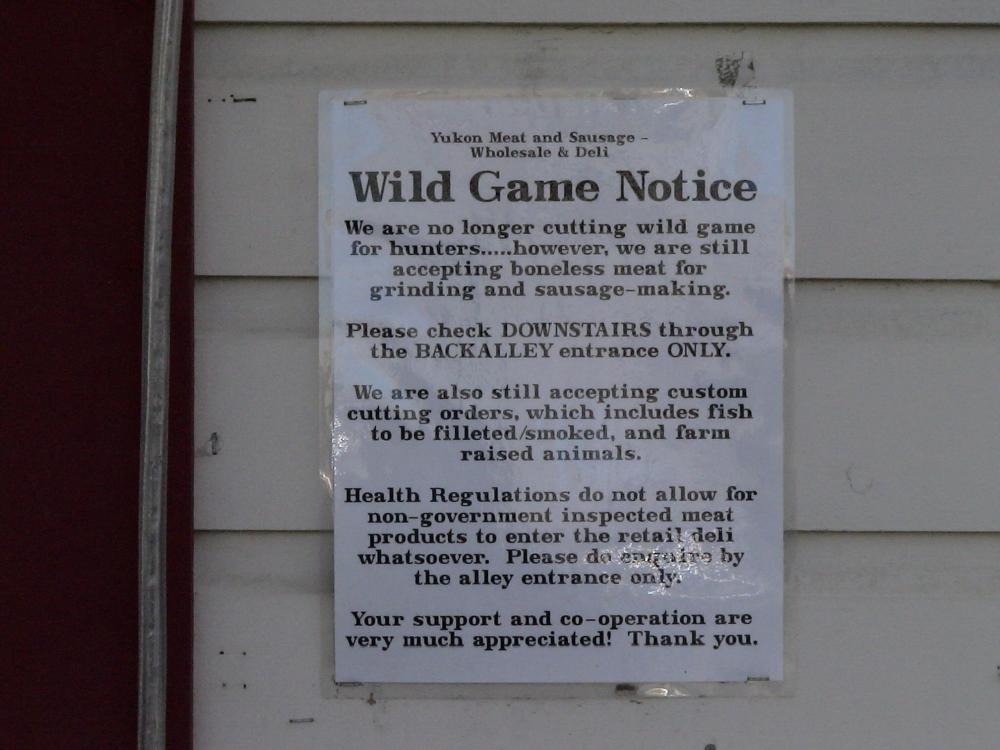 Yukon Meat and Sausage -
Wholesale & Deli
Wild Game Notice
We are no longer cutting wild game
for hunters.....however, we are still
accepting boneless meat for
grinding and sausage-making.
Please check DOWNSTAIRS through
the BACKALLEY entrance ONLY.
We are also still accepting custom
cutting orders, which includes fish
to be filleted/smoked, and farm
raised animals.
Health Regulations do not allow for
non-government inspected meat
products to enter the retail deli
whatsoever. Please do enquire by
the alley entrance only.
Your support and co-operation are
very much appreciated! Thank you.